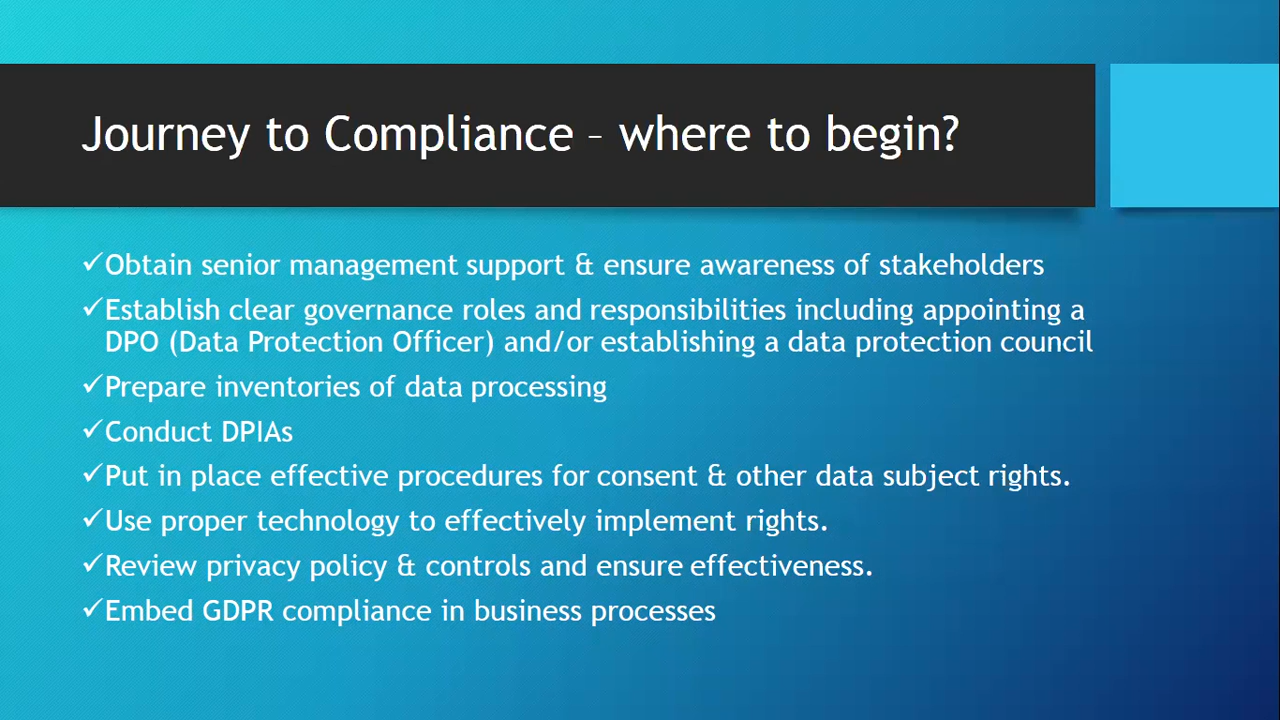 Journey to Compliance – where to begin?
✓Obtain senior management support & ensure awareness of stakeholders
✓Establish clear governance roles and responsibilities including appointing a
DPO (Data Protection Officer) and/or establishing a data protection council
✓Prepare inventories of data processing
✓Conduct DPIAs
✓Put in place effective procedures for consent & other data subject rights.
✓Use proper technology to effectively implement rights.
✓Review privacy policy & controls and ensure effectiveness.
✓Embed GDPR compliance in business processes